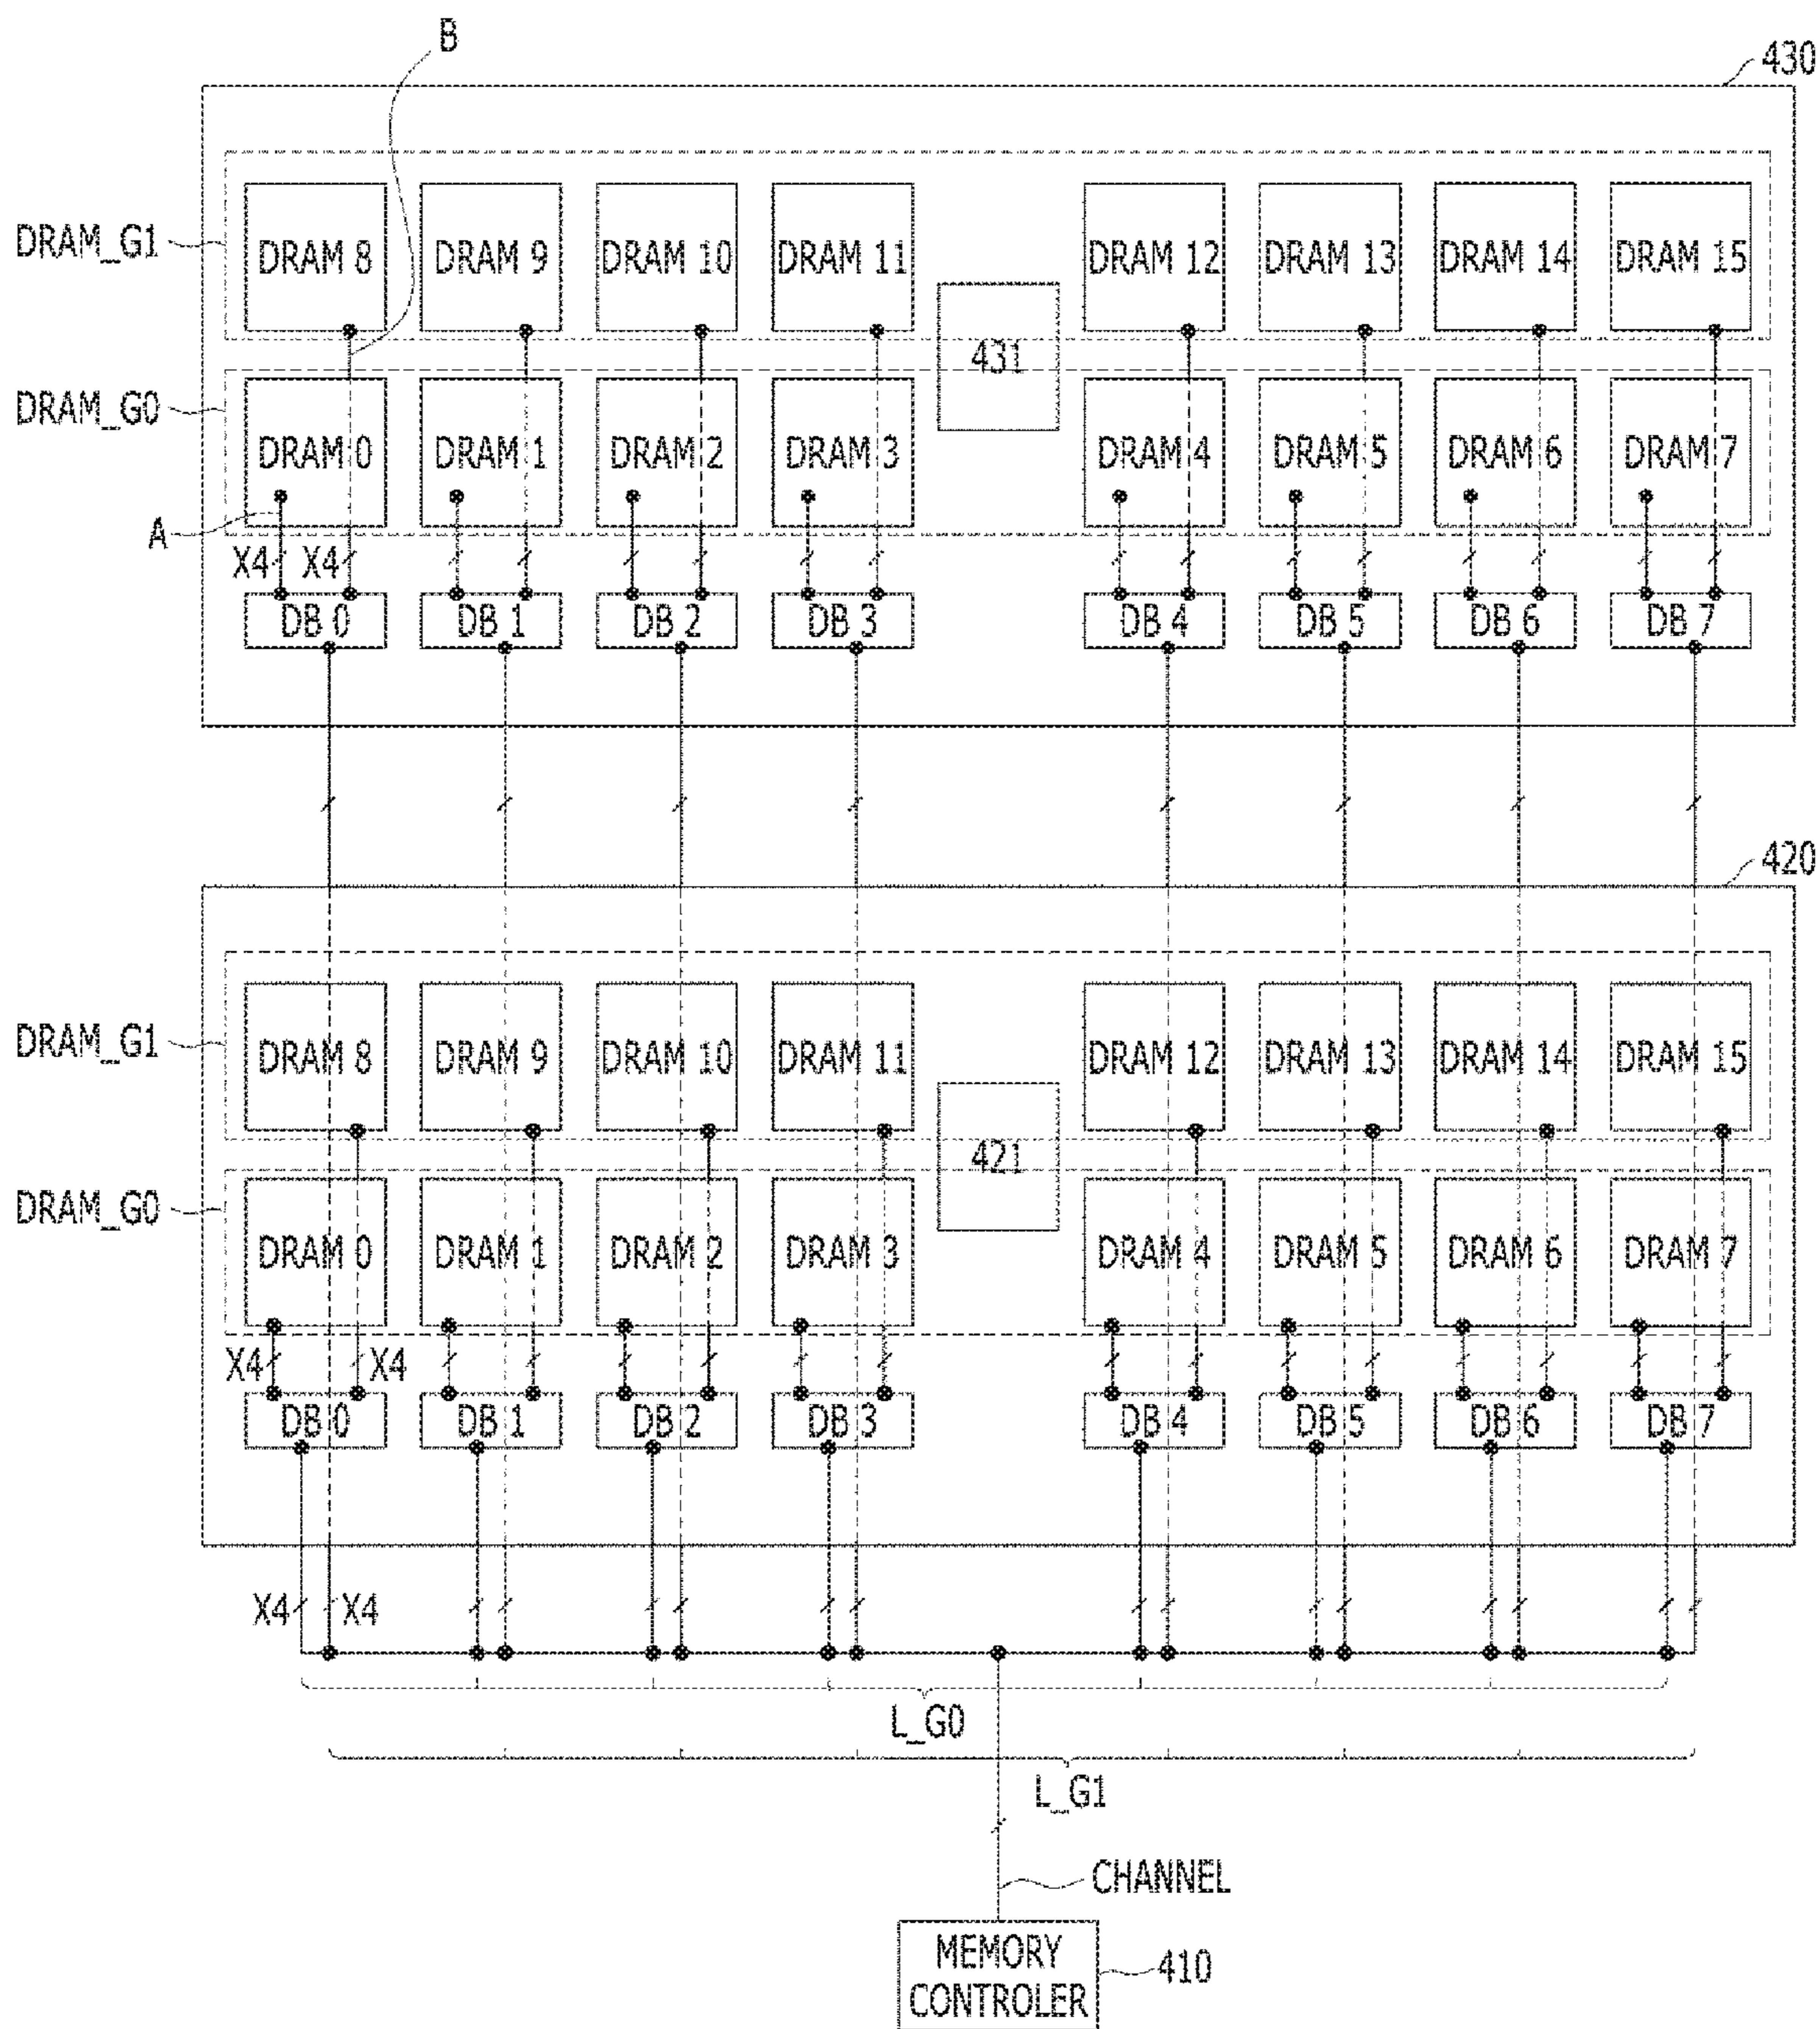 B
430
DRAM_G1
DRAM 8
DRAM 9
DRAM 10
DRAM 11
DRAM 12
DRAM 13
DRAM 14
DRAM 15
431
DRAM_G0
DRAM 0
DRAM 1
DRAM 2
DRAM 3
DRAM 4
DRAM 5
DRAM 6
DRAM 7
A
X4
X4
DB 0
DB 1
DB 2
DB 3
DB 4
DB 5
DB 6
DB 7
420
DRAM_G1
DRAM 8
DRAM 9
DRAM 10
DRAM 11
DRAM 12
DRAM 13
DRAM 14
DRAM 15
421
DRAM_G0
DRAM 0
DRAM 1
DRAM 2
DRAM 3
DRAM 4
DRAM 5
DRAM 6
DRAM 7
X4
X4
DB 0
DB 1
DB 2
DB 3
DB 4
DB 5
DB 6
DB 7
X4
X4
L_G0
L_G1
CHANNEL
MEMORY
CONTROLER
410